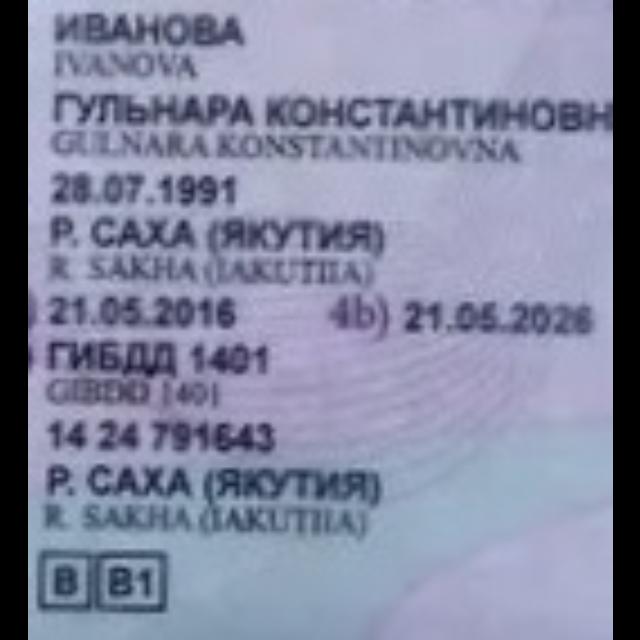 ИВАНОВА
IVANOVA
ГУЛЬНАРА КОНСТАНТИНОВН
GULNARA KONSTANTINOVNA
28.07.1991
Р. САХА (ЯКУТИЯ)
R. SAKHA (IAKUTIIA)
21.05.2016 4b) 21.05.2026
ГИБДД 1401
GIBDD 1401
14 24 791643
Р. САХА (ЯКУТИЯ)
R. SAKHA (IAKUTIIA)
B B1